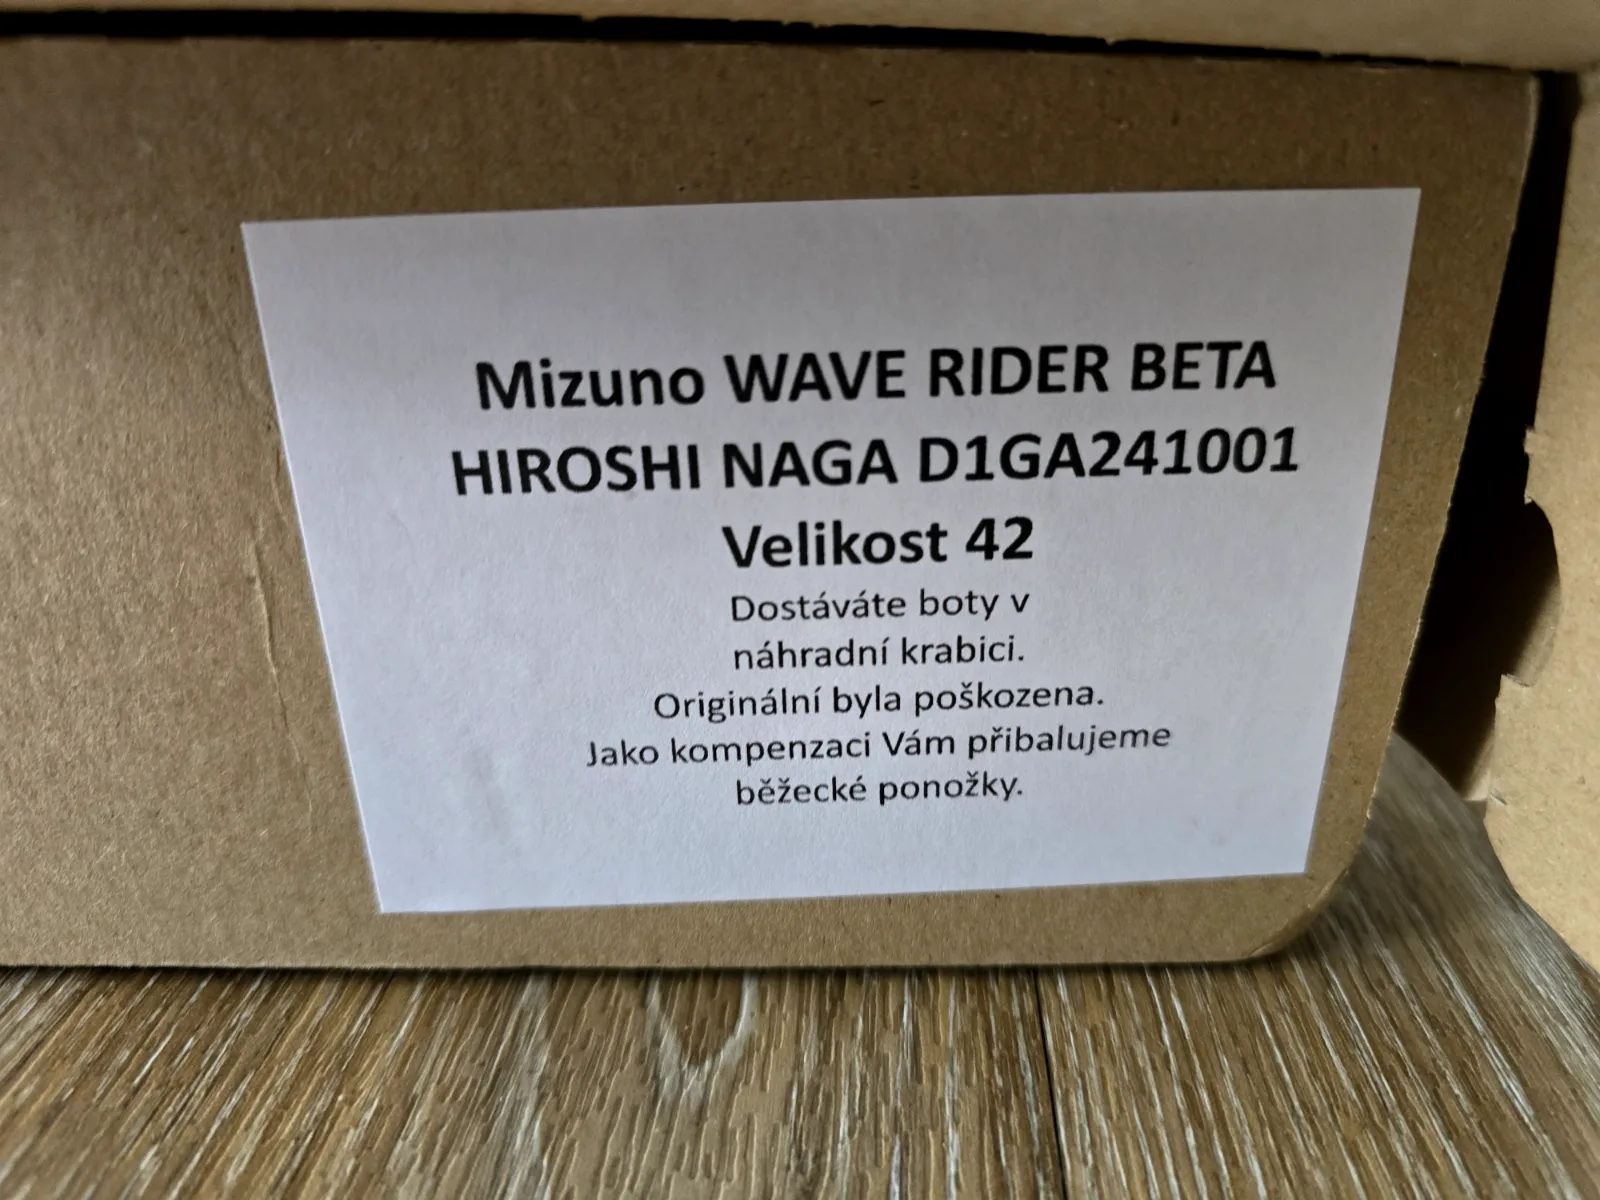 Mizuno WAVE RIDER BETA
HIROSHI NAGA D1GA241001
Velikost 42
Dostáváte boty v
náhradní krabici.
Originální byla poškozena.
Jako kompenzaci Vám přibalujeme
běžecké ponožky.